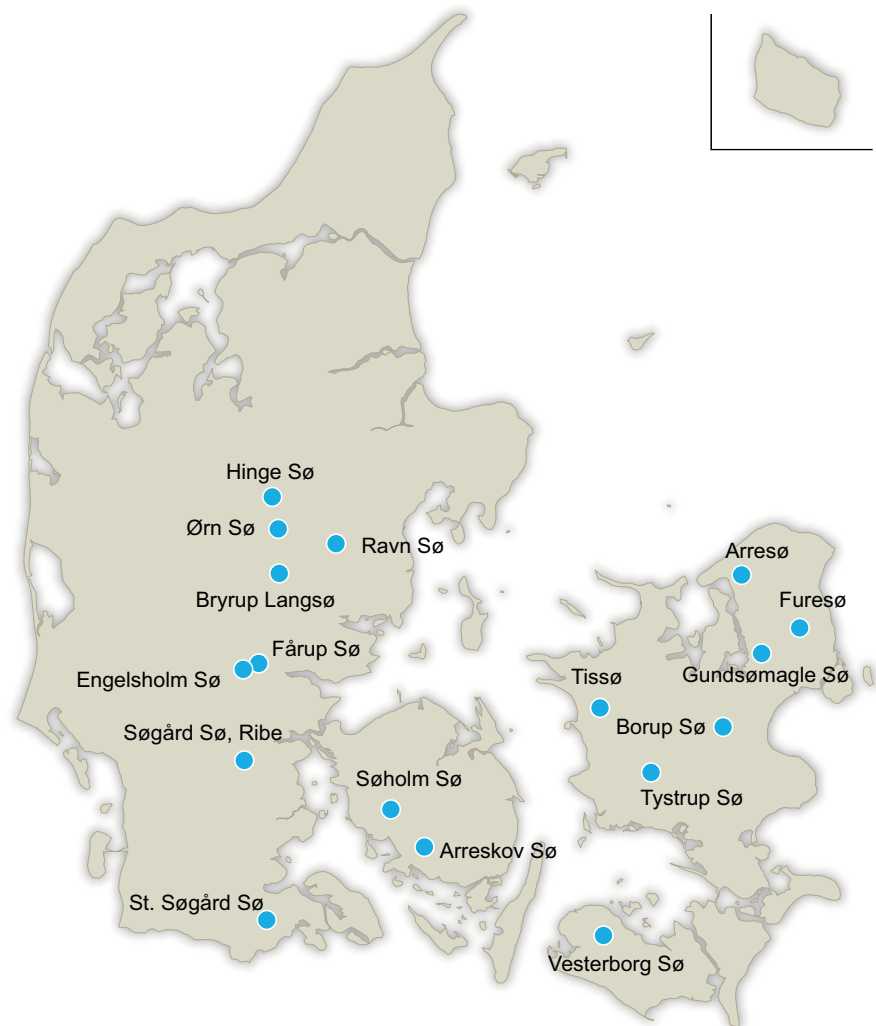 Hinge Sø
Ørn Sø
Ravn Sø
Bryrup Langsø
Arresø
Furesø
Fårup Sø
Engelsholm Sø
Gundsømagle Sø
Tissø
Borup Sø
Søgård Sø, Ribe
Søholm Sø
Tystrup Sø
Arreskov Sø
St. Søgård Sø
Vesterborg Sø